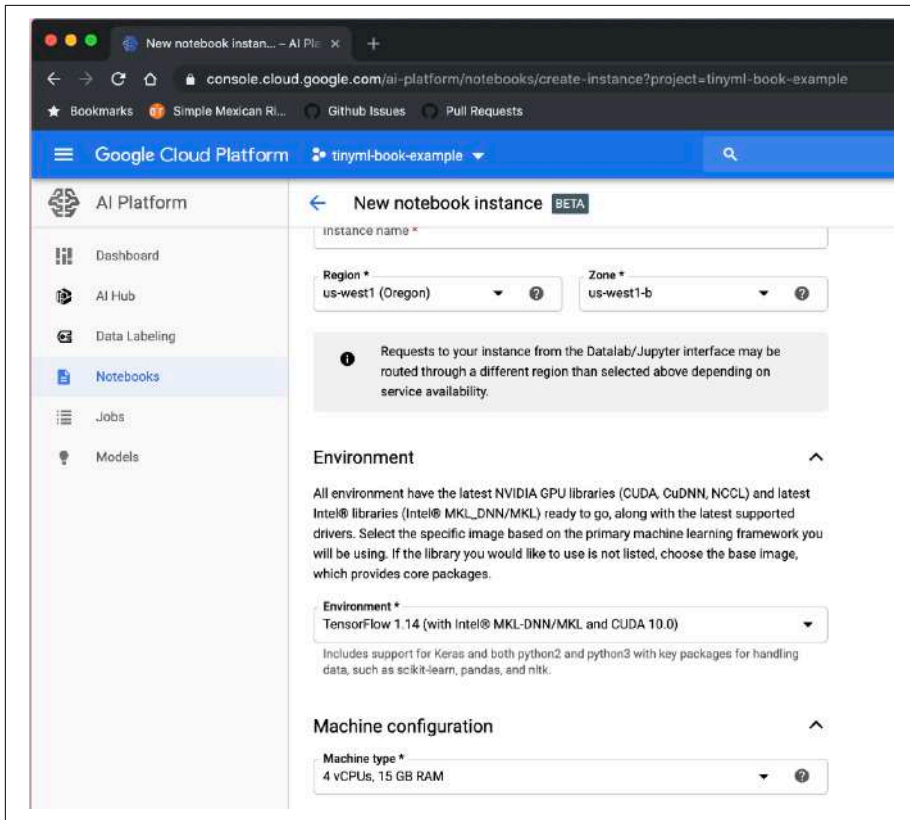 New notebook instan... – AI Pla
console.cloud.google.com/ai-platform/notebooks/create-instance?project=tinyml-book-example
Bookmarks Simple Mexican Ri... Github Issues Pull Requests
Google Cloud Platform tinyml-book-example
AI Platform
New notebook instance BETA
Dashboard
AI Hub
Data Labeling
Notebooks
Jobs
Models
Instance name *
Region * Zone *
us-west1 (Oregon) us-west1-b
Requests to your instance from the Datalab/Jupyter interface may be
routed through a different region than selected above depending on
service availability.
Environment
All environment have the latest NVIDIA GPU libraries (CUDA, CuDNN, NCCL) and latest
Intel® libraries (Intel® MKL_DNN/MKL) ready to go, along with the latest supported
drivers. Select the specific image based on the primary machine learning framework you
will be using. If the library you would like to use is not listed, choose the base image,
which provides core packages.
Environment *
TensorFlow 1.14 (with Intel® MKL-DNN/MKL and CUDA 10.0)
Includes support for Keras and both python2 and python3 with key packages for handling
data, such as scikit-learn, pandas, and nltk.
Machine configuration
Machine type *
4 vCPUs, 15 GB RAM